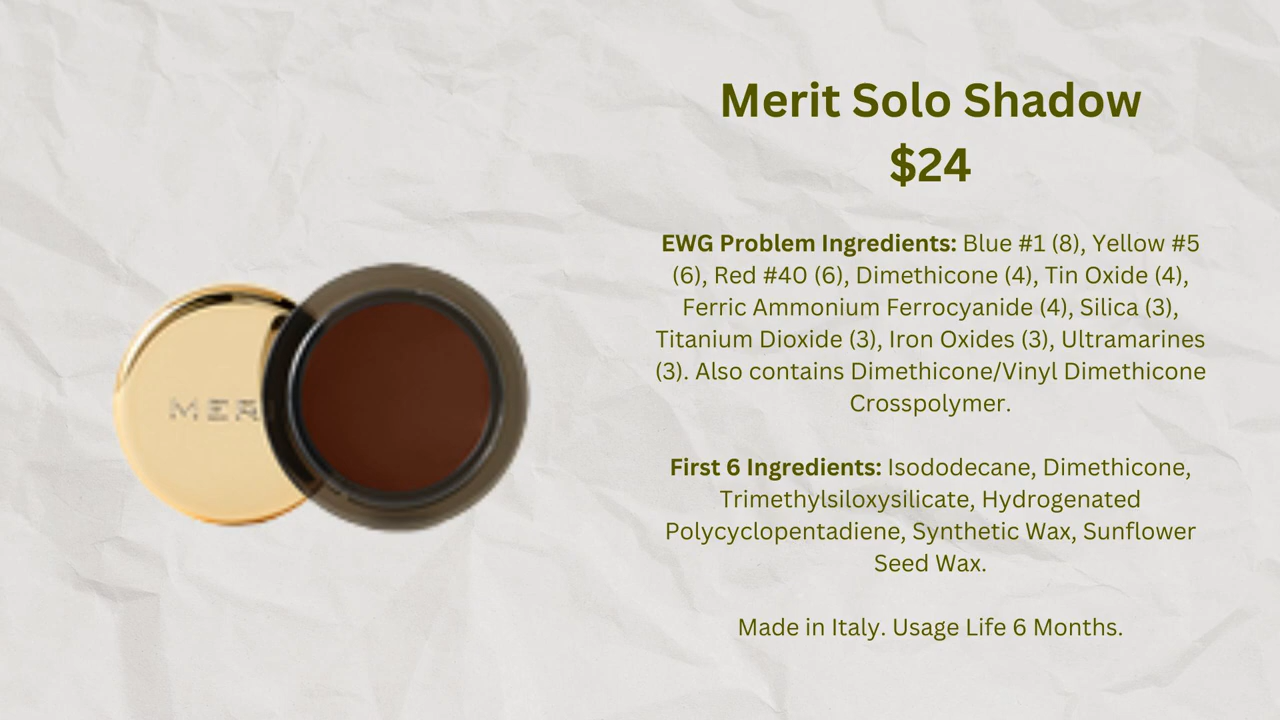 Merit Solo Shadow
$24
EWG Problem Ingredients: Blue #1 (8), Yellow #5
(6), Red #40 (6), Dimethicone (4), Tin Oxide (4),
Ferric Ammonium Ferrocyanide (4), Silica (3),
Titanium Dioxide (3), Iron Oxides (3), Ultramarines
(3). Also contains Dimethicone/Vinyl Dimethicone
Crosspolymer.
First 6 Ingredients: Isododecane, Dimethicone,
Trimethylsiloxysilicate, Hydrogenated
Polycyclopentadiene, Synthetic Wax, Sunflower
Seed Wax.
Made in Italy. Usage Life 6 Months.
MERI